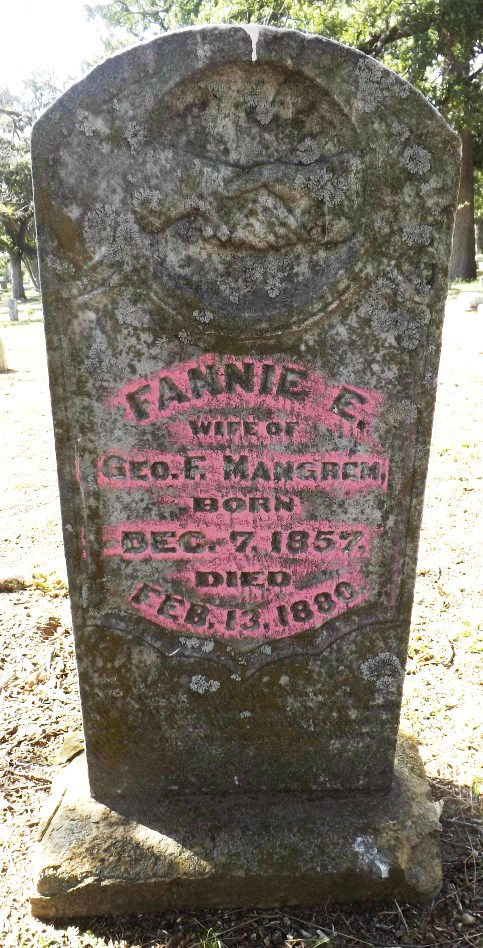 FANNIE E.
WIFE OF
GEO. F. MANGREM
BORN
DEC. 7, 1857.
DIED
FEB. 13, 1880